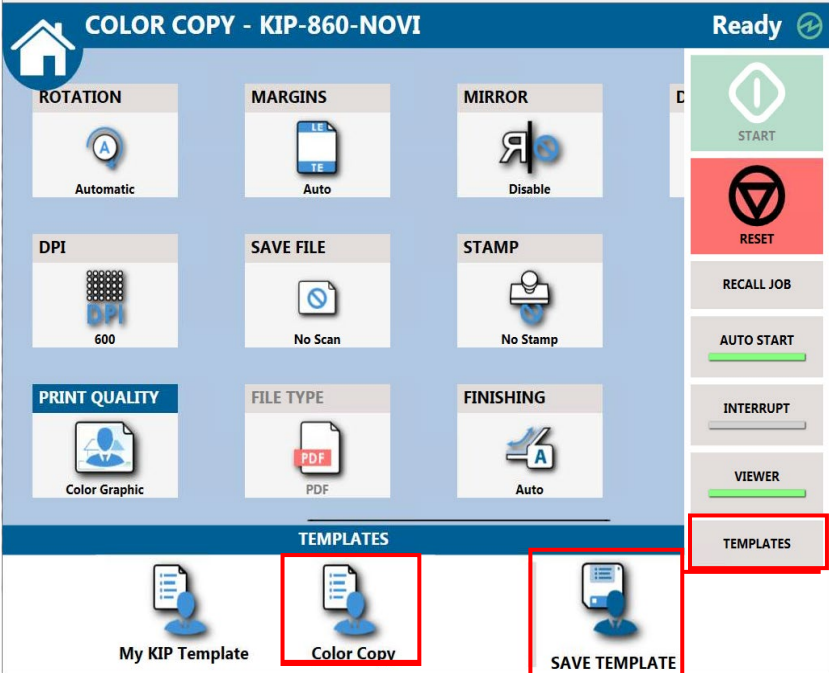 COLOR COPY - KIP-860-NOVI
Ready
ROTATION
A
Automatic
MARGINS
LE
TE
Auto
MIRROR
R
Disable
D
START
RESET
DPI
DPI
600
SAVE FILE
No Scan
STAMP
No Stamp
RECALL JOB
AUTO START
PRINT QUALITY
Color Graphic
FILE TYPE
PDF
PDF
FINISHING
A
Auto
INTERRUPT
VIEWER
TEMPLATES
TEMPLATES
My KIP Template
Color Copy
SAVE TEMPLATE